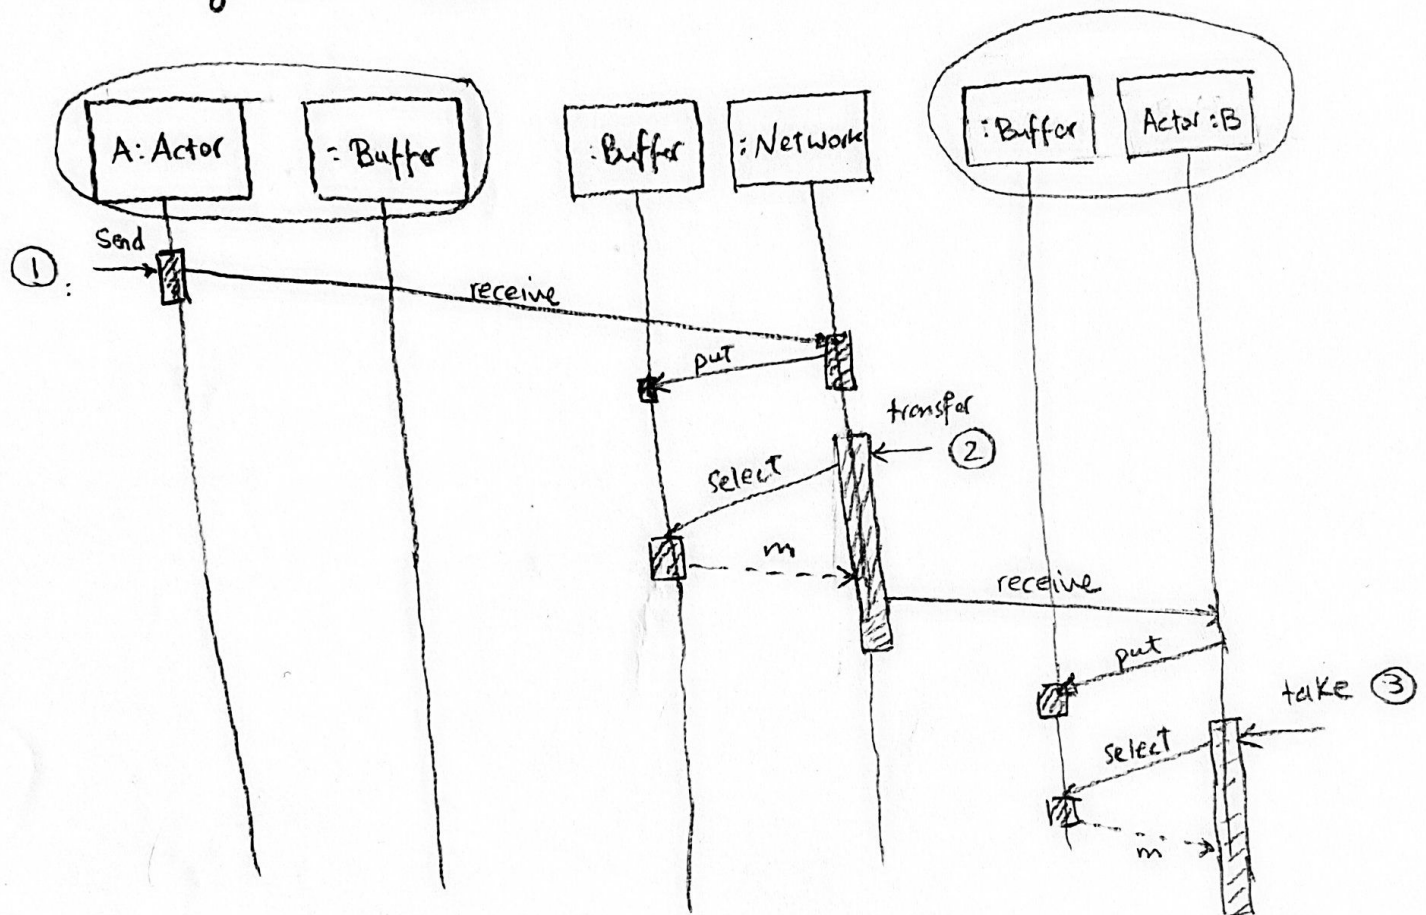 A: Actor
: Buffer
: Buffer
: Network
: Buffer
Actor : B
Send
1
:
receive
put
transfer
2
select
m
receive
put
take 3
select
m